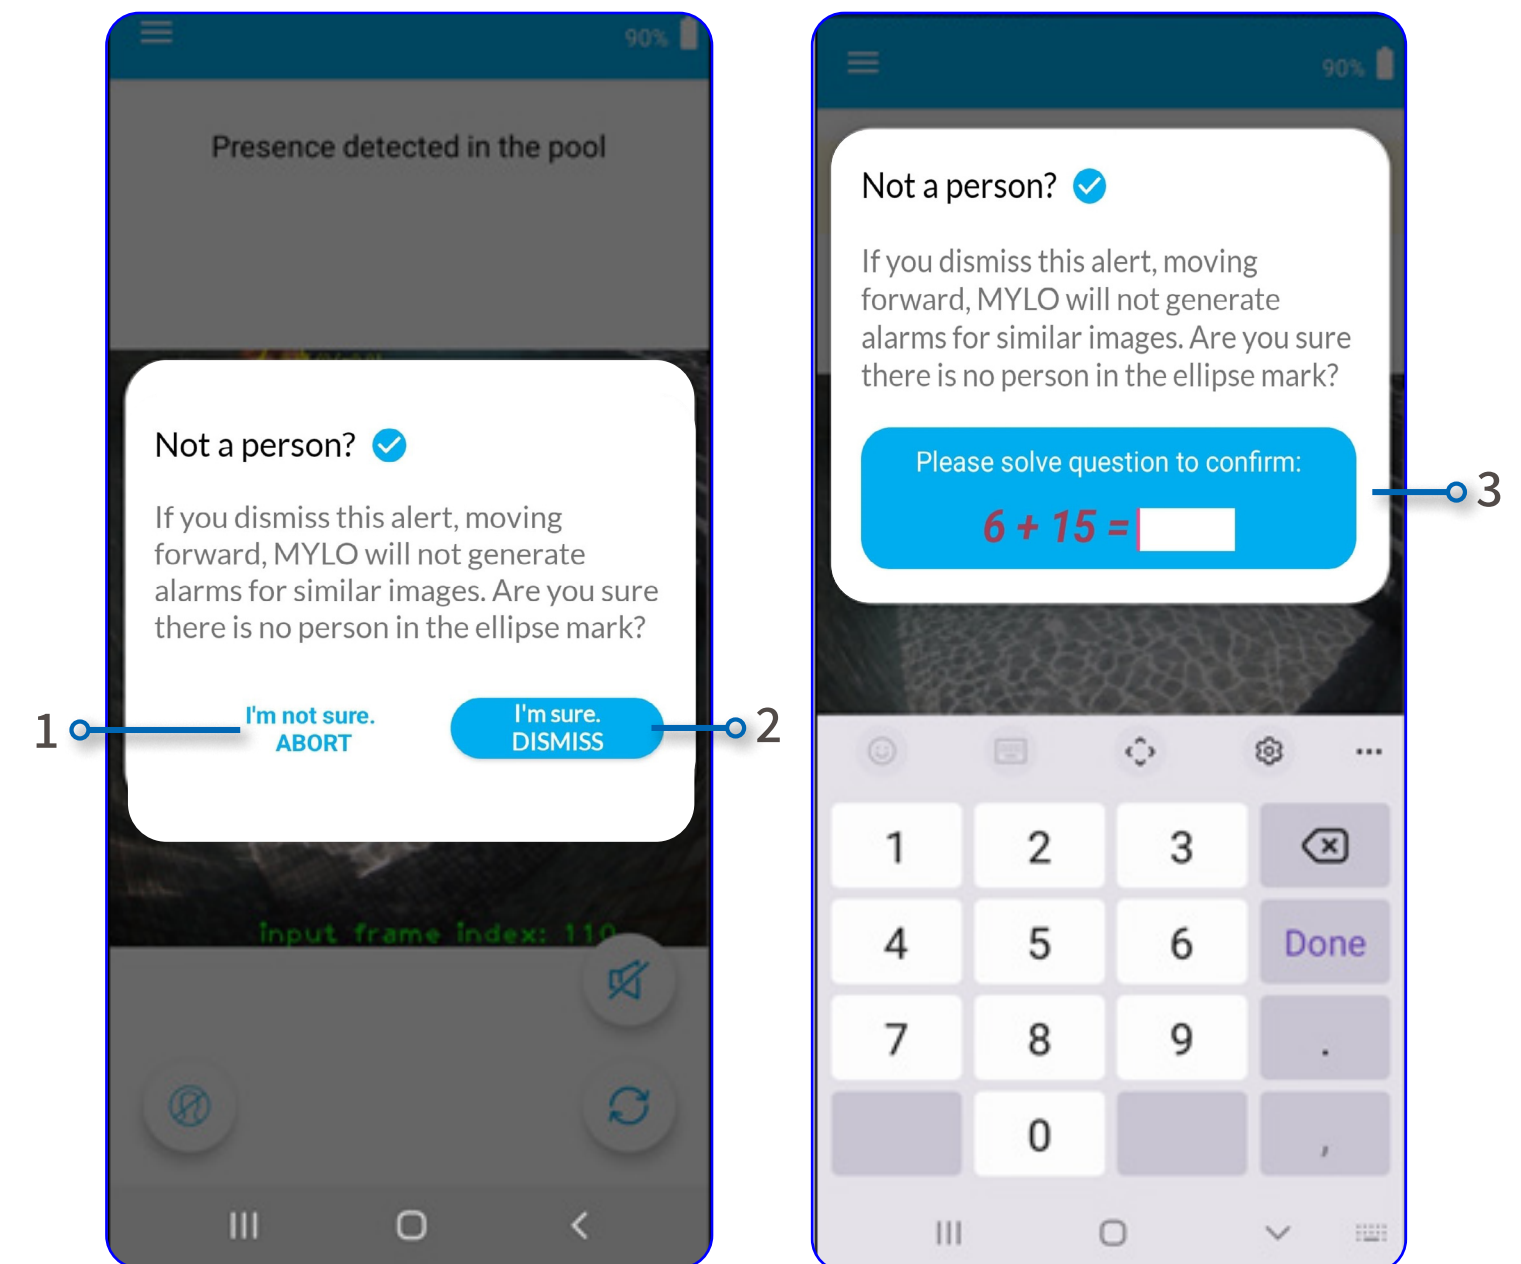 90%
Presence detected in the pool
Not a person?
If you dismiss this alert, moving
forward, MYLO will not generate
alarms for similar images. Are you sure
there is no person in the ellipse mark?
I'm not sure.
ABORT
I'm sure.
DISMISS
1
2
input frame index: 110
90%
Not a person?
If you dismiss this alert, moving
forward, MYLO will not generate
alarms for similar images. Are you sure
there is no person in the ellipse mark?
Please solve question to confirm:
6 + 15 =
3
1 2 3
4 5 6 Done
7 8 9 .
0 ,